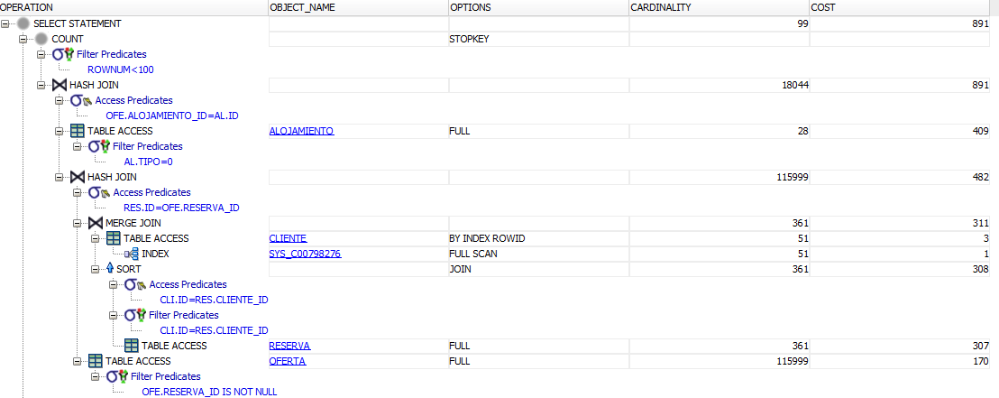 OPERATION OBJECT_NAME OPTIONS CARDINALITY COST
SELECT STATEMENT 99 891
COUNT STOPKEY
Filter Predicates
ROWNUM<100
HASH JOIN 18044 891
Access Predicates
OFE.ALOJAMIENTO_ID=AL.ID
TABLE ACCESS ALOJAMIENTO FULL 28 409
Filter Predicates
AL.TIPO=0
HASH JOIN 115999 482
Access Predicates
RES.ID=OFE.RESERVA_ID
MERGE JOIN 361 311
TABLE ACCESS CLIENTE BY INDEX ROWID 51 3
INDEX SYS_C00798276 FULL SCAN 51 1
SORT JOIN 361 308
Access Predicates
CLI.ID=RES.CLIENTE_ID
Filter Predicates
CLI.ID=RES.CLIENTE_ID
TABLE ACCESS RESERVA FULL 361 307
TABLE ACCESS OFERTA FULL 115999 170
Filter Predicates
OFE.RESERVA_ID IS NOT NULL